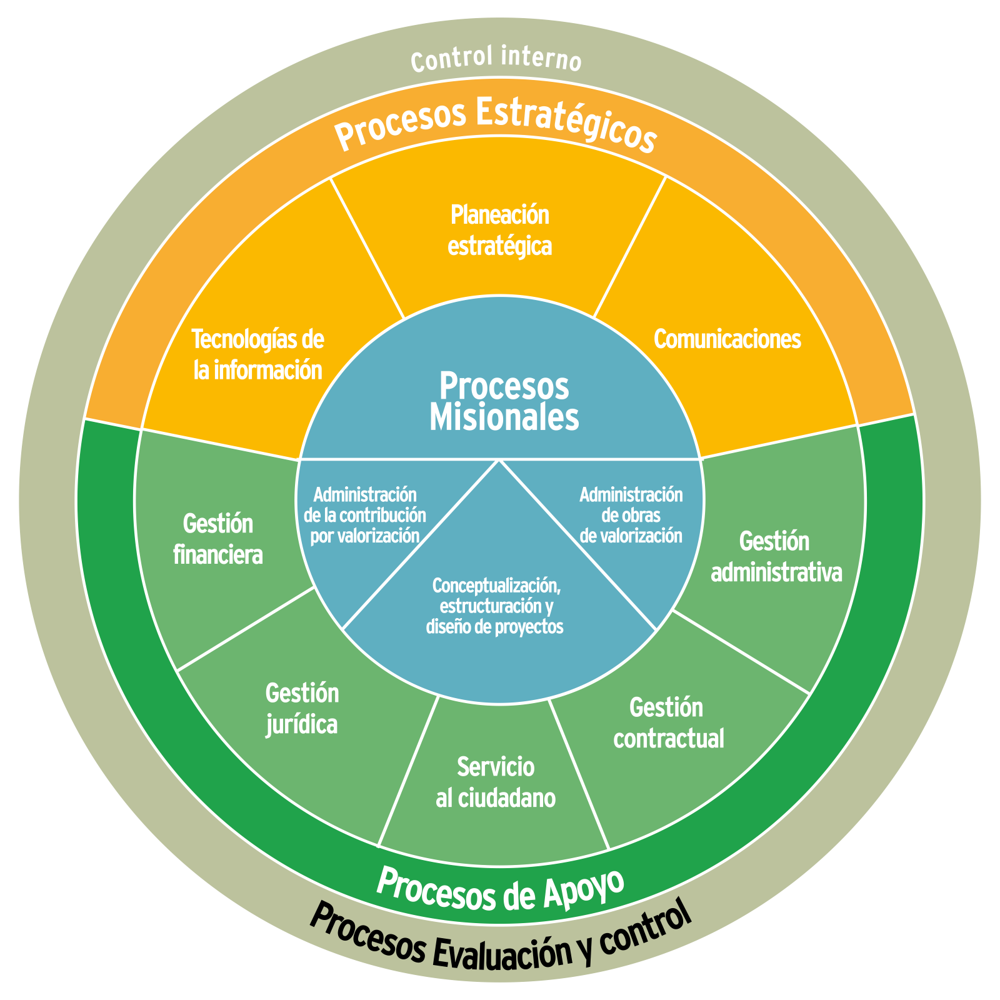 Control interno
Procesos Estratégicos
Planeación
estratégica
Tecnologías de
la información
Comunicaciones
Procesos
Misionales
Administración
de la contribución
por valorización
Administración
de obras
de valorización
Conceptualización,
estructuración y
diseño de proyectos
Gestión
financiera
Gestión
administrativa
Gestión
jurídica
Gestión
contractual
Servicio
al ciudadano
Procesos de Apoyo
Procesos Evaluación y control